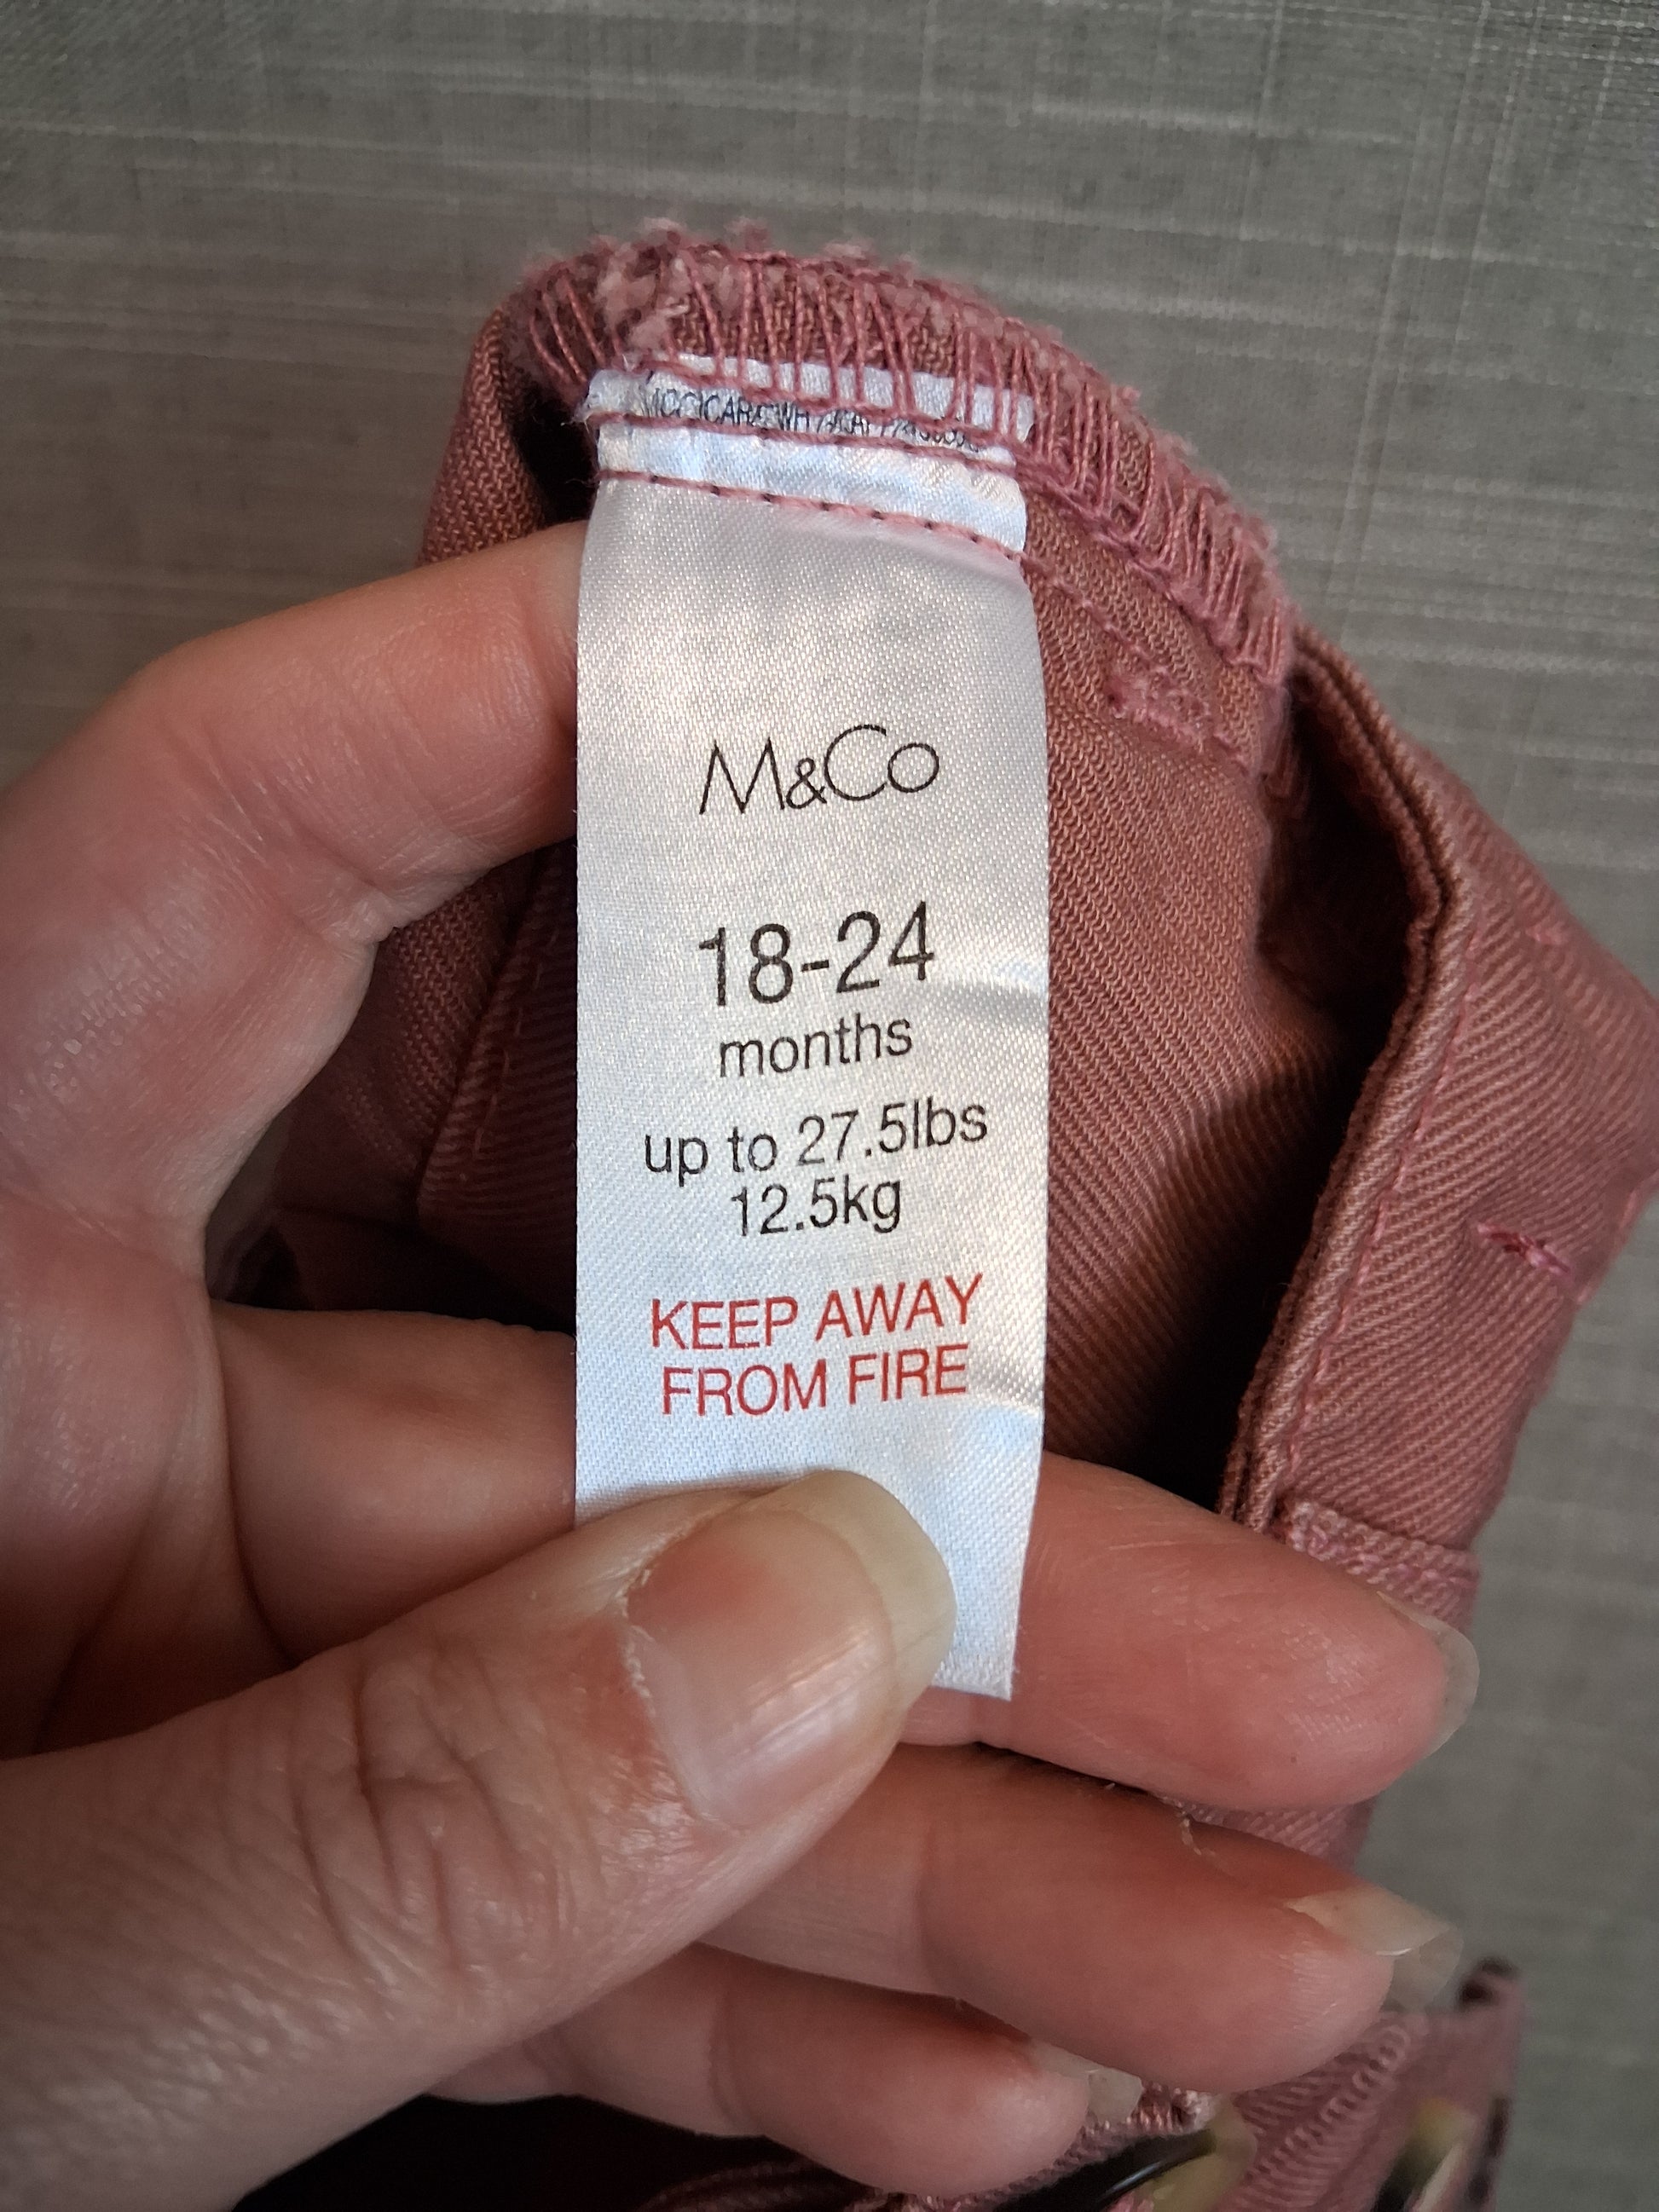 M&Co
18-24
months
up to 27.5lbs
12.5kg
KEEP AWAY
FROM FIRE